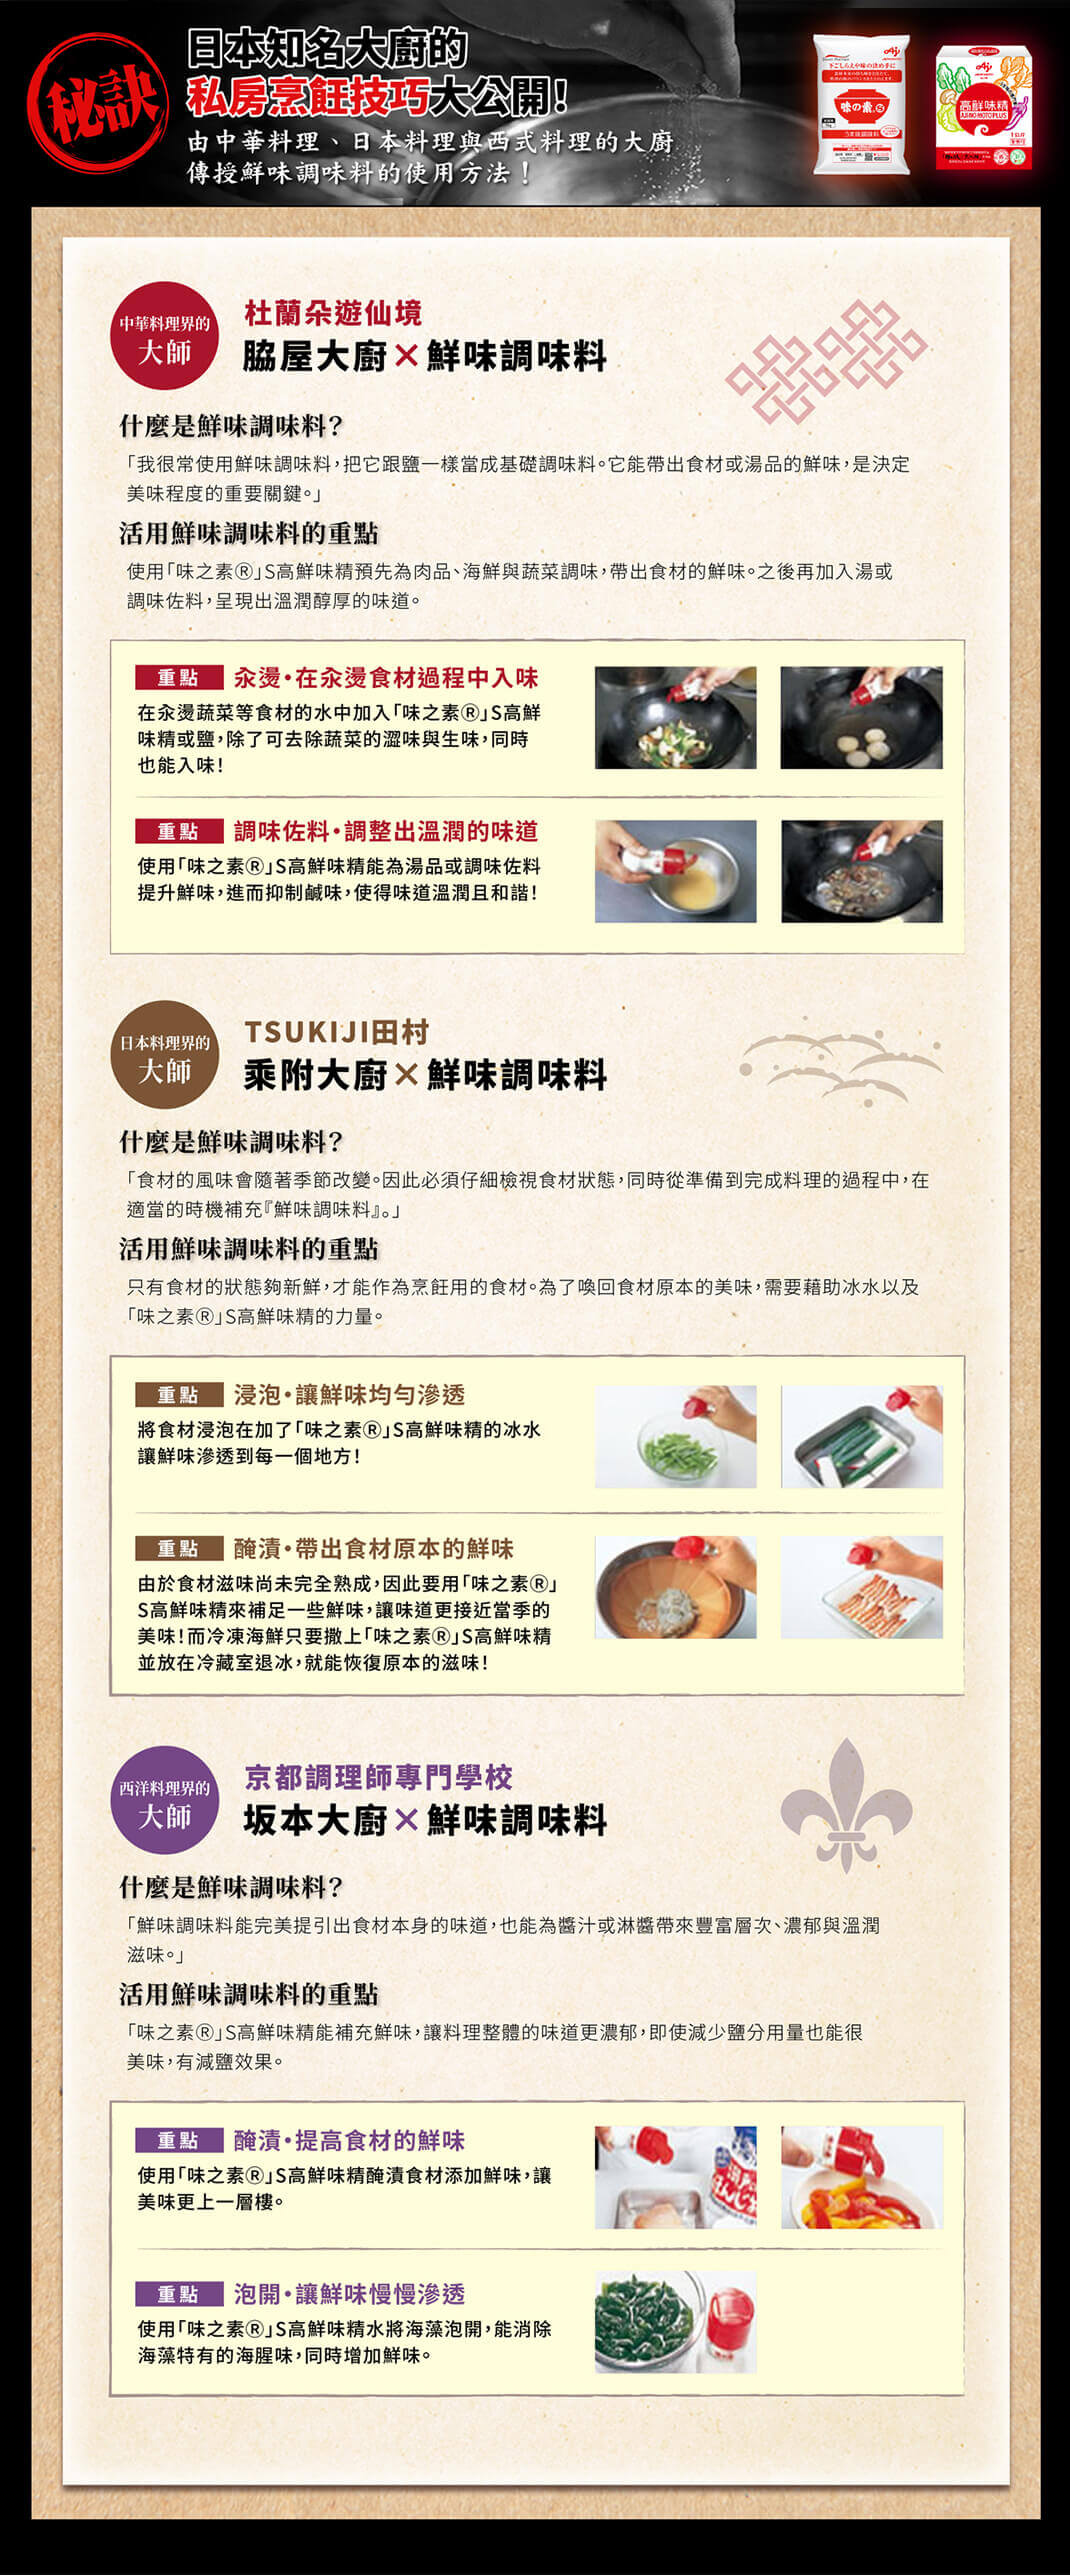 秘訣
日本知名大廚的
私房烹飪技巧大公開！
由中華料理、日本料理與西式料理的大廚
傳授鮮味調味料的使用方法！
味の素
うま味調味料
高鮮味精
AJI-NO-MOTO PLUS
中華料理界的
大師
杜蘭朵遊仙境
脇屋大廚×鮮味調味料
什麼是鮮味調味料？
「我很常使用鮮味調味料，把它跟鹽一樣當成基礎調味料。它能帶出食材或湯品的鮮味，是決定
美味程度的重要關鍵。」
活用鮮味調味料的重點
使用「味之素®」S高鮮味精預先為肉品、海鮮與蔬菜調味，帶出食材的鮮味。之後再加入湯或
調味佐料，呈現出溫潤醇厚的味道。
重點 汆燙・在汆燙食材過程中入味
在汆燙蔬菜等食材的水中加入「味之素®」S高鮮
味精或鹽，除了可去除蔬菜的澀味與生味，同時
也能入味！
重點 調味佐料・調整出溫潤的味道
使用「味之素®」S高鮮味精能為湯品或調味佐料
提升鮮味，進而抑制鹹味，使得味道溫潤且和諧！
日本料理界的
大師
TSUKIJI田村
乘附大廚×鮮味調味料
什麼是鮮味調味料？
「食材的風味會隨著季節改變。因此必須仔細檢視食材狀態，同時從準備到完成料理的過程中，在
適當的時機補充『鮮味調味料』。」
活用鮮味調味料的重點
只有食材的狀態夠新鮮，才能作為烹飪用的食材。為了喚回食材原本的美味，需要藉助冰水以及
「味之素®」S高鮮味精的力量。
重點 浸泡・讓鮮味均勻滲透
將食材浸泡在加了「味之素®」S高鮮味精的冰水
讓鮮味滲透到每一個地方！
重點 醃漬・帶出食材原本的鮮味
由於食材滋味尚未完全熟成，因此要用「味之素®」
S高鮮味精來補足一些鮮味，讓味道更接近當季的
美味！而冷凍海鮮只要撒上「味之素®」S高鮮味精
並放在冷藏室退冰，就能恢復原本的滋味！
西洋料理界的
大師
京都調理師專門學校
坂本大廚×鮮味調味料
什麼是鮮味調味料？
「鮮味調味料能完美提引出食材本身的味道，也能為醬汁或淋醬帶來豐富層次、濃郁與溫潤
滋味。」
活用鮮味調味料的重點
「味之素®」S高鮮味精能補充鮮味，讓料理整體的味道更濃郁，即使減少鹽分用量也能很
美味，有減鹽效果。
重點 醃漬・提高食材的鮮味
使用「味之素®」S高鮮味精醃漬食材添加鮮味，讓
美味更上一層樓。
重點 泡開・讓鮮味慢慢滲透
使用「味之素®」S高鮮味精水將海藻泡開，能消除
海藻特有的海腥味，同時增加鮮味。